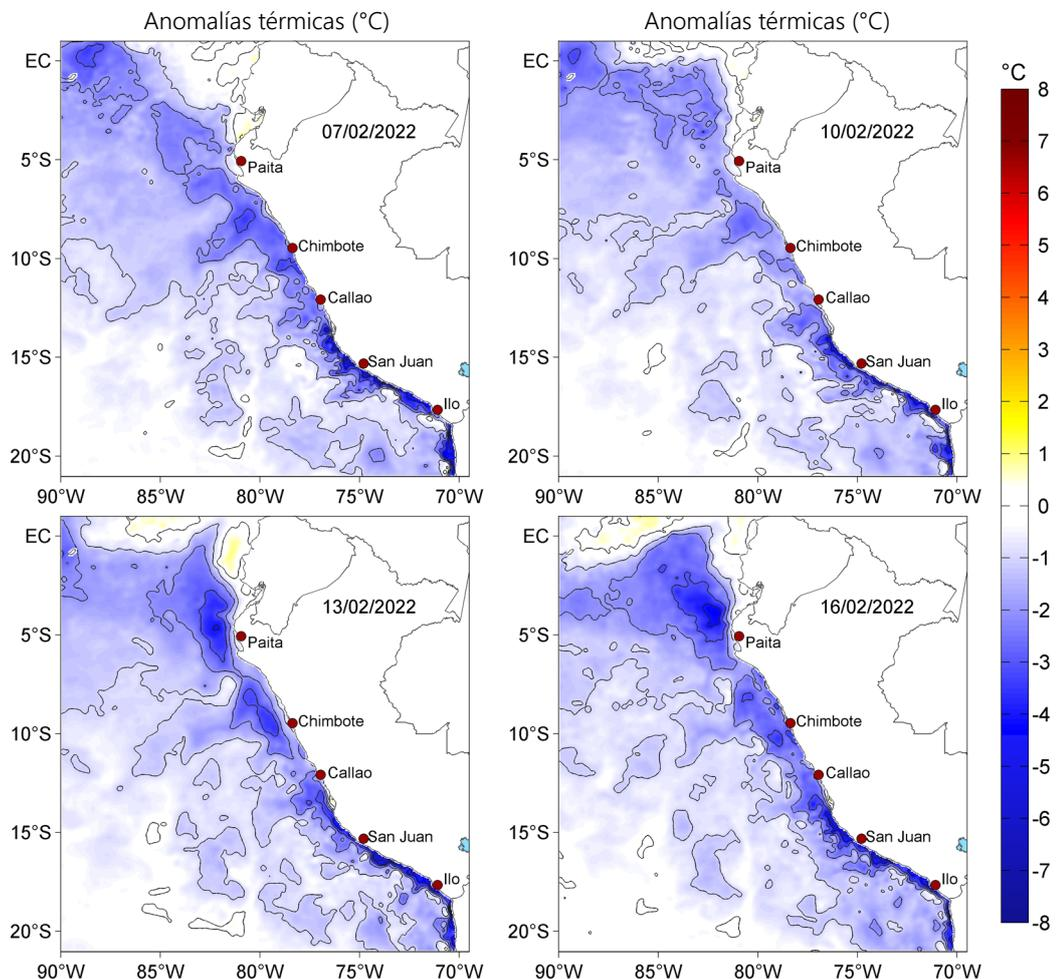 Anomalías térmicas (°C)
Anomalías térmicas (°C)
EC
5°S
10°S
15°S
20°S
07/02/2022
Paita
Chimbote
Callao
San Juan
Ilo
90°W
85°W
80°W
75°W
70°W
EC
5°S
10°S
15°S
20°S
10/02/2022
Paita
Chimbote
Callao
San Juan
Ilo
90°W
85°W
80°W
75°W
70°W
EC
5°S
10°S
15°S
20°S
13/02/2022
Paita
Chimbote
Callao
San Juan
Ilo
90°W
85°W
80°W
75°W
70°W
EC
5°S
10°S
15°S
20°S
16/02/2022
Paita
Chimbote
Callao
San Juan
Ilo
90°W
85°W
80°W
75°W
70°W
°C
8
7
6
5
4
3
2
1
0
-1
-2
-3
-4
-5
-6
-7
-8